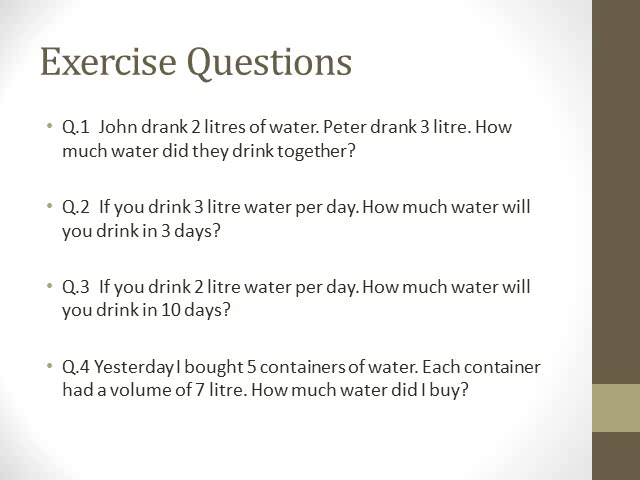 Exercise Questions
• Q.1 John drank 2 litres of water. Peter drank 3 litre. How
much water did they drink together?
• Q.2 If you drink 3 litre water per day. How much water will
you drink in 3 days?
• Q.3 If you drink 2 litre water per day. How much water will
you drink in 10 days?
• Q.4 Yesterday I bought 5 containers of water. Each container
had a volume of 7 litre. How much water did I buy?